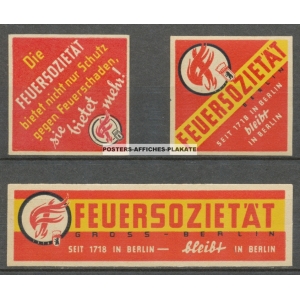 Die
FEUERSOZIETÄT
bietet nicht nur Schutz
gegen Feuerschaden,
sie bietet mehr!
FEUERSOZIETÄT
BERLIN
SEIT 1718 IN BERLIN
bleibt
IN BERLIN
POSTERS-AFFICHES-PLAKATE
FEUERSOZIETÄT
GROSS-BERLIN
SEIT 1718 IN BERLIN — bleibt IN BERLIN